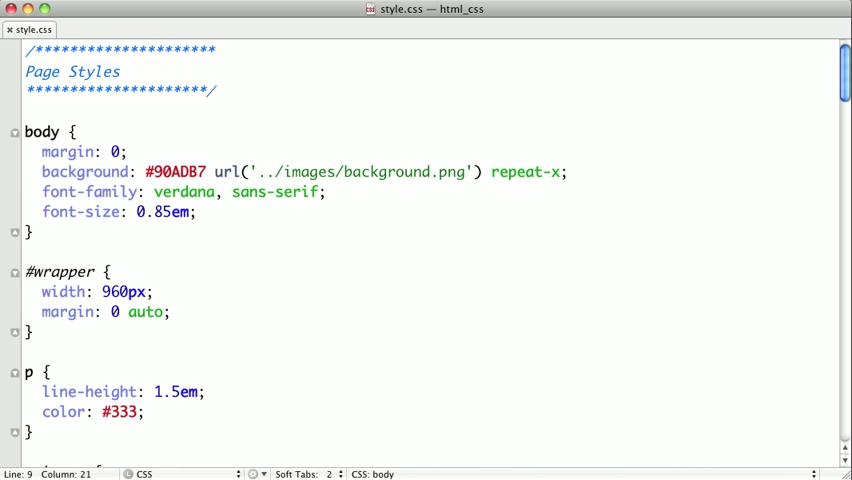 style.css — html_css
style.css
/*********************
Page Styles
*********************/
body {
margin: 0;
background: #90ADB7 url('../images/background.png') repeat-x;
font-family: verdana, sans-serif;
font-size: 0.85em;
}
#wrapper {
width: 960px;
margin: 0 auto;
}
p {
line-height: 1.5em;
color: #333;
}
Line: 9 Column: 21 CSS Soft Tabs: 2 CSS: body